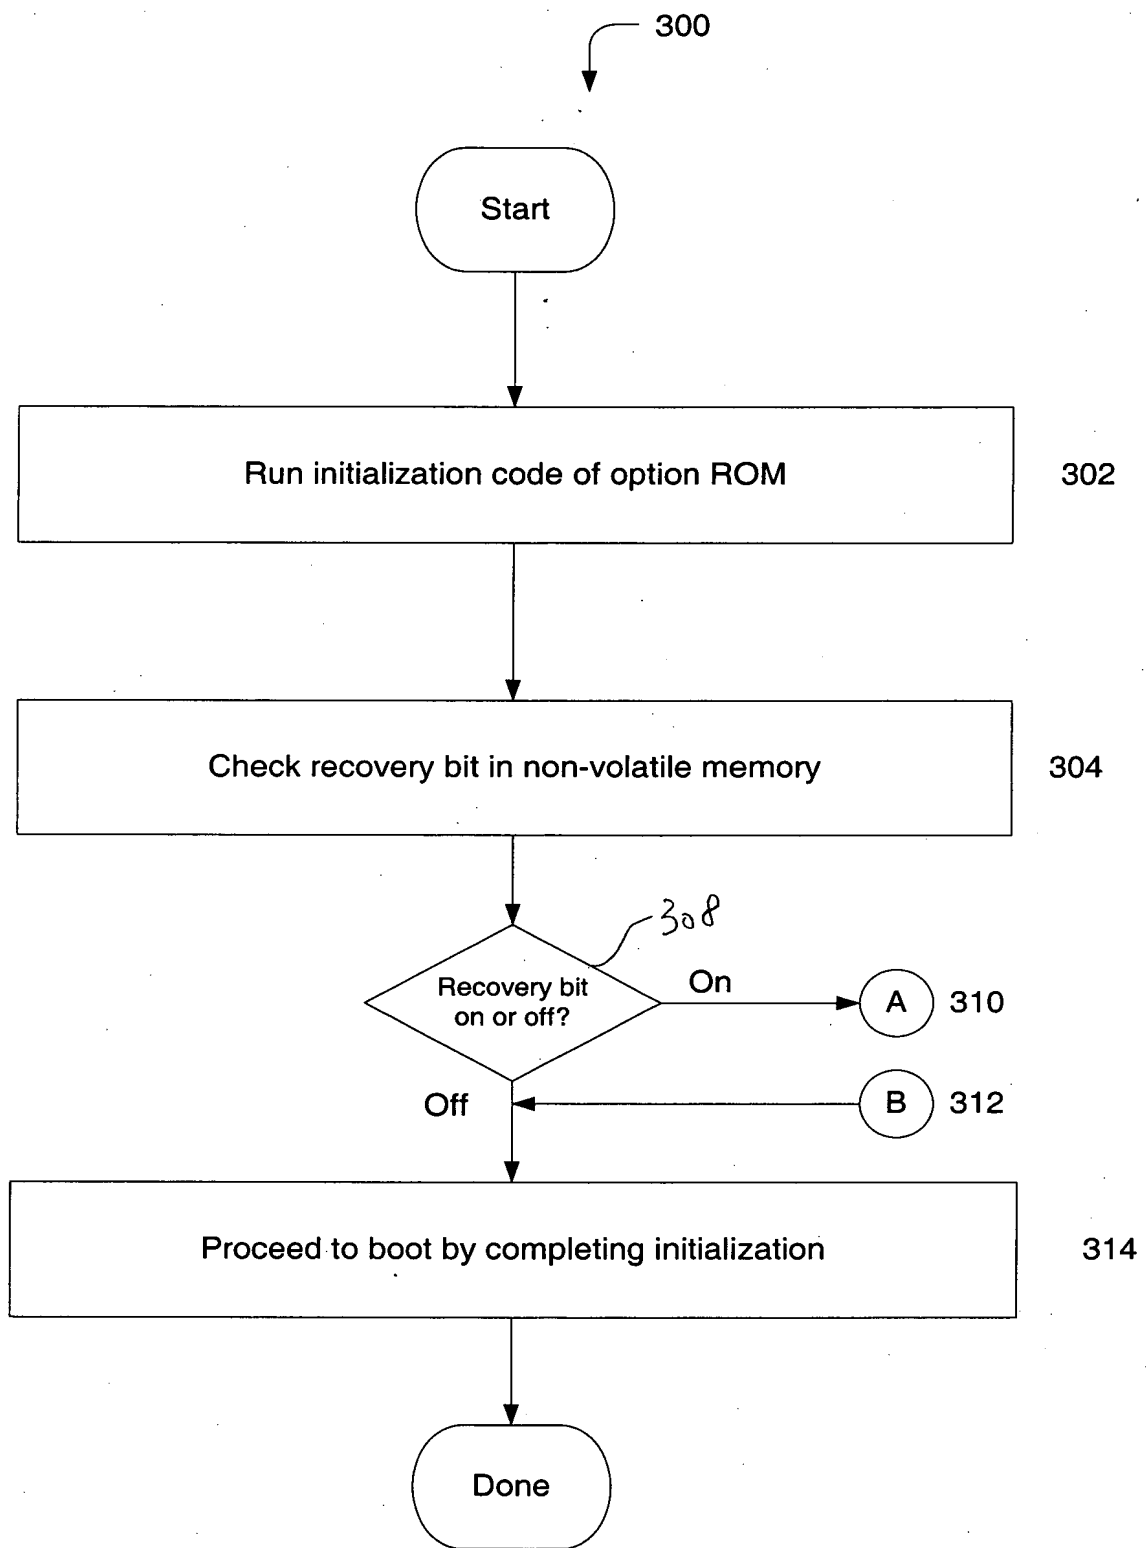 300
Start
Run initialization code of option ROM
302
Check recovery bit in non-volatile memory
304
308
Recovery bit
on or off?
On
A
310
Off
B
312
Proceed to boot by completing initialization
314
Done